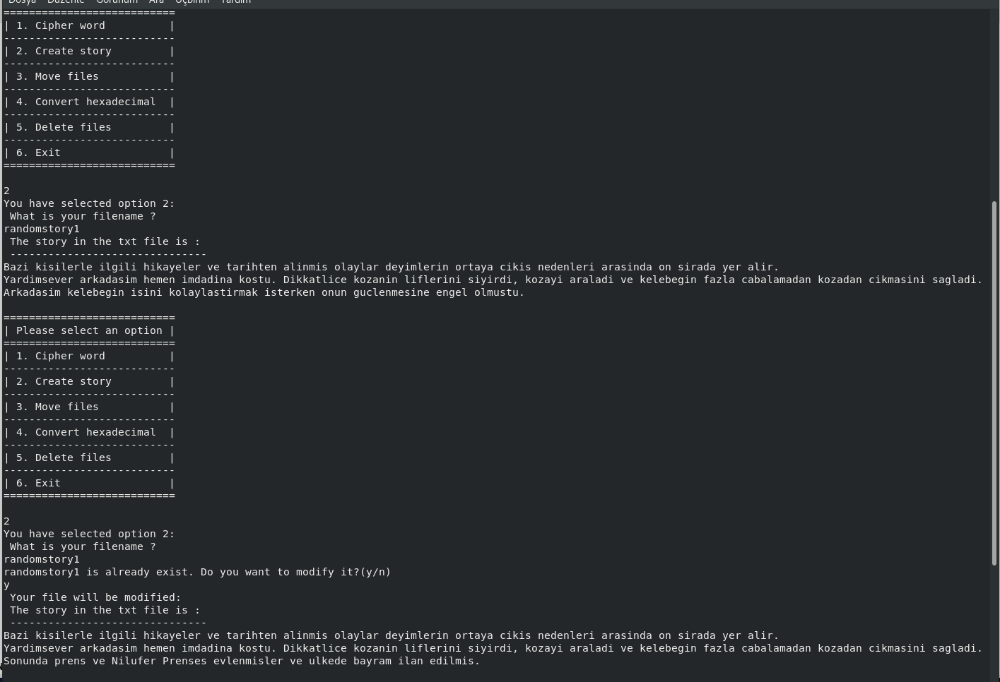 Dosya Düzenle Görünüm Ara Uçbirim Yardım
===========================
| 1. Cipher word          |
---------------------------
| 2. Create story         |
---------------------------
| 3. Move files           |
---------------------------
| 4. Convert hexadecimal  |
---------------------------
| 5. Delete files         |
---------------------------
| 6. Exit                 |
===========================
2
You have selected option 2:
What is your filename ?
randomstory1
The story in the txt file is :
-------------------------------
Bazi kisilerle ilgili hikayeler ve tarihten alinmis olaylar deyimlerin ortaya cikis nedenleri arasinda on sirada yer alir.
Yardimsever arkadasim hemen imdadina kostu. Dikkatlice kozanin liflerini siyirdi, kozayi araladi ve kelebegin fazla cabalamadan kozadan cikmasini sagladi.
Arkadasim kelebegin isini kolaylastirmak isterken onun guclenmesine engel olmustu.
===========================
| Please select an option |
===========================
| 1. Cipher word          |
---------------------------
| 2. Create story         |
---------------------------
| 3. Move files           |
---------------------------
| 4. Convert hexadecimal  |
---------------------------
| 5. Delete files         |
---------------------------
| 6. Exit                 |
===========================
2
You have selected option 2:
What is your filename ?
randomstory1
randomstory1 is already exist. Do you want to modify it?(y/n)
y
Your file will be modified:
The story in the txt file is :
-------------------------------
Bazi kisilerle ilgili hikayeler ve tarihten alinmis olaylar deyimlerin ortaya cikis nedenleri arasinda on sirada yer alir.
Yardimsever arkadasim hemen imdadina kostu. Dikkatlice kozanin liflerini siyirdi, kozayi araladi ve kelebegin fazla cabalamadan kozadan cikmasini sagladi.
Sonunda prens ve Nilufer Prenses evlenmisler ve ulkede bayram ilan edilmis.